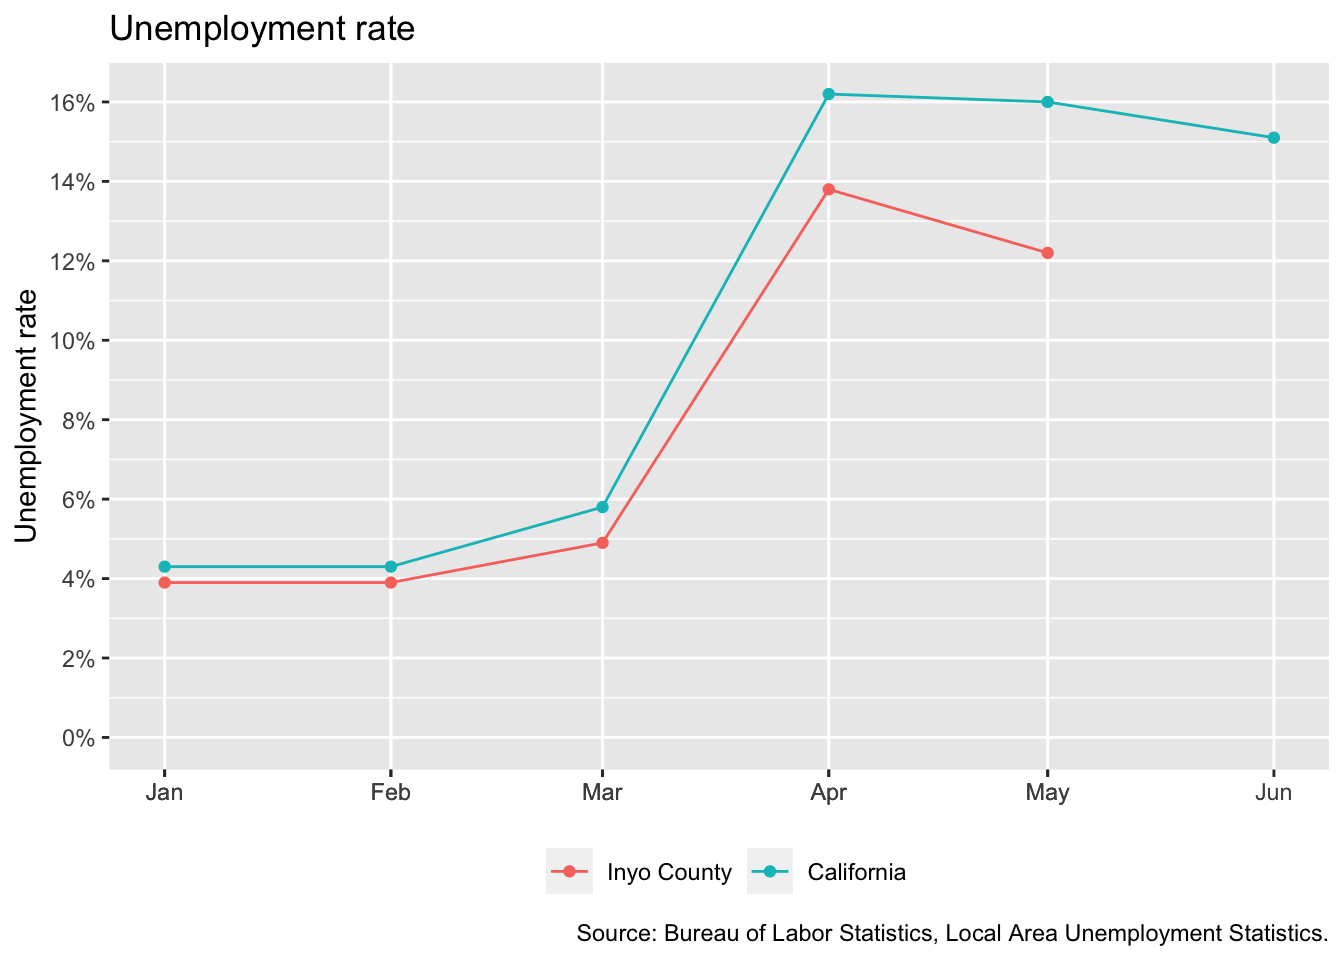 Unemployment rate
Unemployment rate
16%
14%
12%
10%
8%
6%
4%
2%
0%
Jan Feb Mar Apr May Jun
Inyo County California
Source: Bureau of Labor Statistics, Local Area Unemployment Statistics.